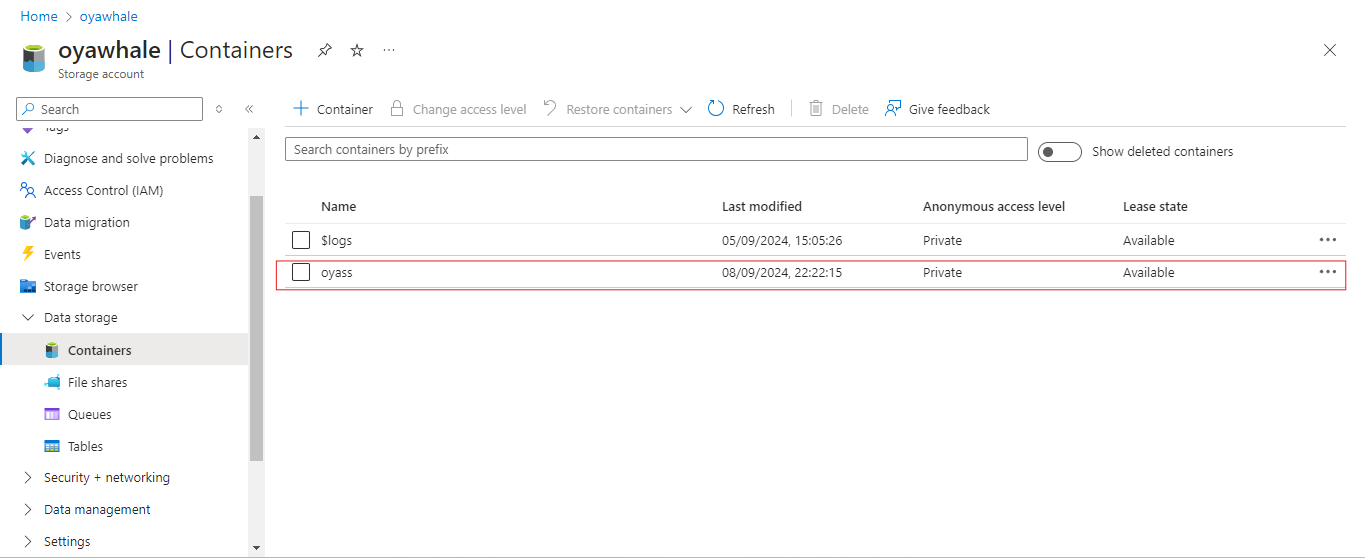 Home > oyawhale
oyawhale | Containers ...
Storage account
Search
+ Container Change access level Restore containers Refresh Delete Give feedback
Search containers by prefix
Show deleted containers
Tags
Diagnose and solve problems
Access Control (IAM)
Data migration
Events
Storage browser
Data storage
Containers
File shares
Queues
Tables
Security + networking
Data management
Settings
Name Last modified Anonymous access level Lease state
$logs 05/09/2024, 15:05:26 Private Available ...
oyass 08/09/2024, 22:22:15 Private Available ...